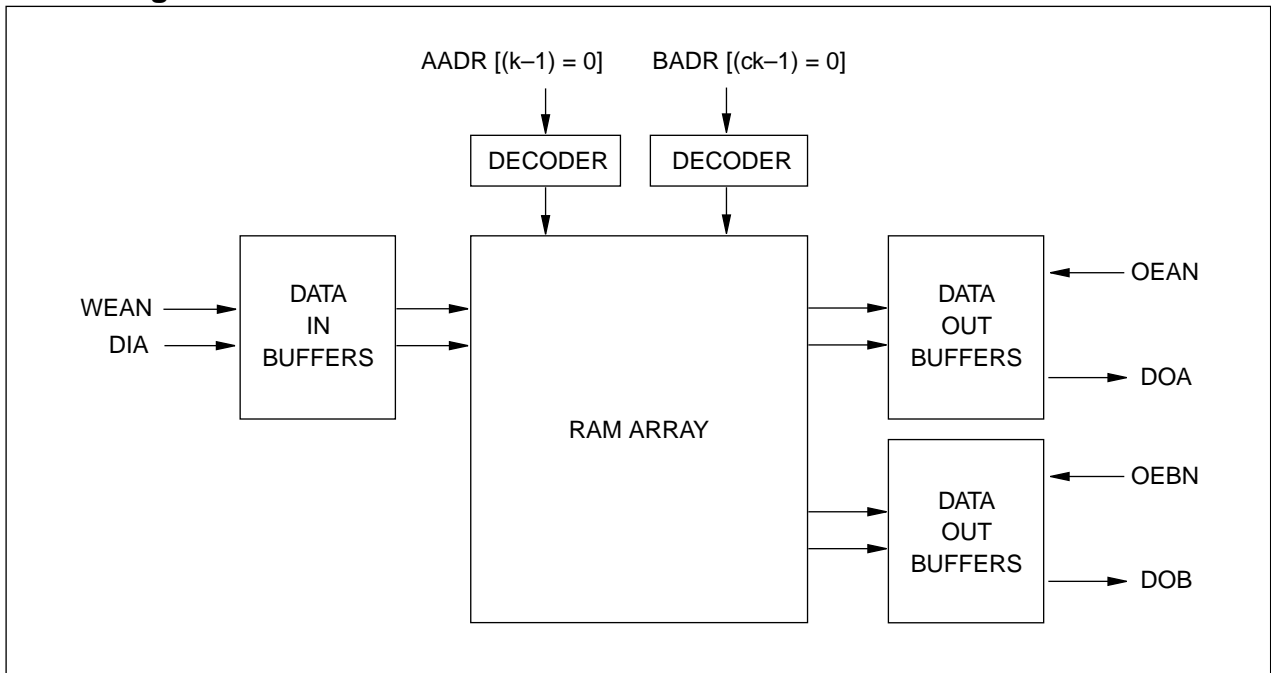 AADR [(k–1) = 0]
BADR [(ck–1) = 0]
DECODER
DECODER
WEAN
DIA
DATA
IN
BUFFERS
RAM ARRAY
DATA
OUT
BUFFERS
OEAN
DOA
DATA
OUT
BUFFERS
OEBN
DOB